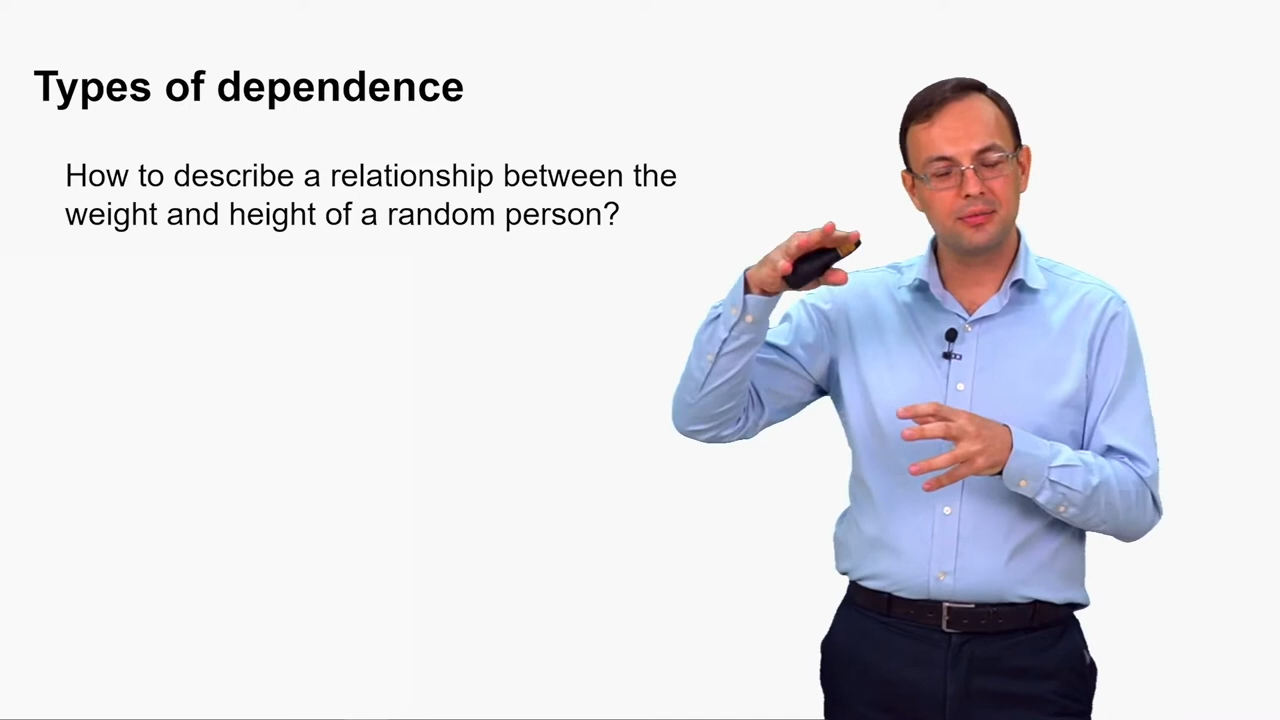 Types of dependence
How to describe a relationship between the
weight and height of a random person?